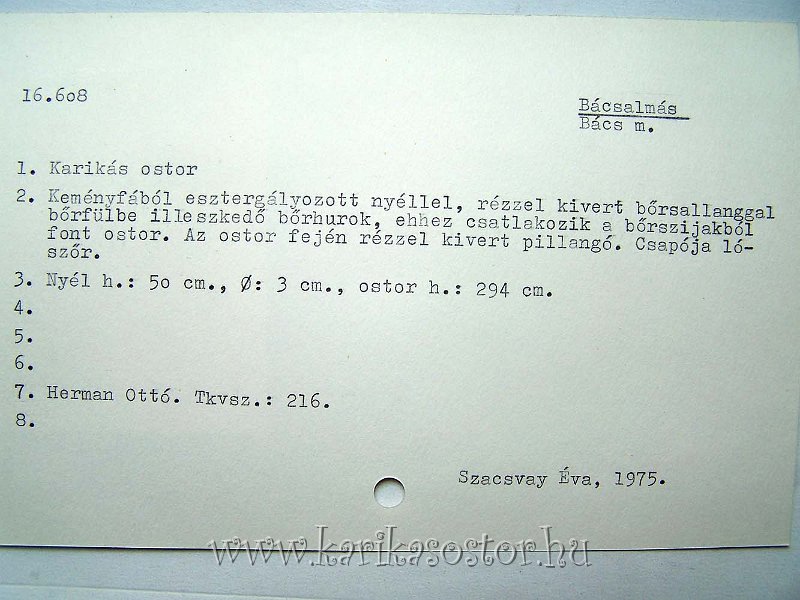 16.6o8
Bácsalmás
Bács m.
1. Karikás ostor
2. Keményfából esztergályozott nyéllel, rézzel kivert bőrsallanggal
bőrfülbe illeszkedő bőrhurok, ehhez csatlakozik a bőrszijakból
font ostor. Az ostor fején rézzel kivert pillangó. Csapója ló-
szőr.
3. Nyél h.: 5o cm., Ø: 3 cm., ostor h.: 294 cm.
4.
5.
6.
7. Herman Ottó. Tkvsz.: 216.
8.
Szacsvay Éva, 1975.
www.karikasostor.hu